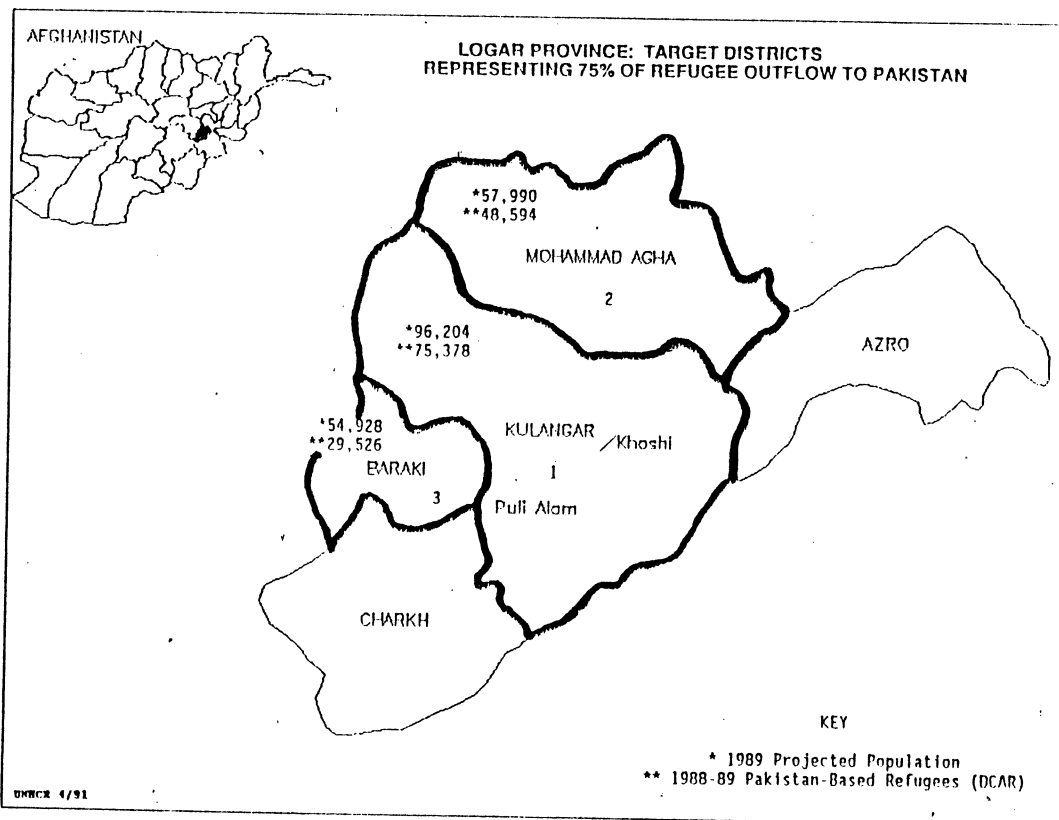 AFGHANISTAN
LOGAR PROVINCE: TARGET DISTRICTS
REPRESENTING 75% OF REFUGEE OUTFLOW TO PAKISTAN
*57,990
**48,594
MOHAMMAD AGHA
2
*96,204
**75,378
AZRO
*54,928
**29,526
BARAKI
3
KULANGAR
/Khoshi
1
Puli Alam
CHARKH
KEY
* 1989 Projected Population
** 1988-89 Pakistan-Based Refugees (DCAR)
UNHCR 4/91